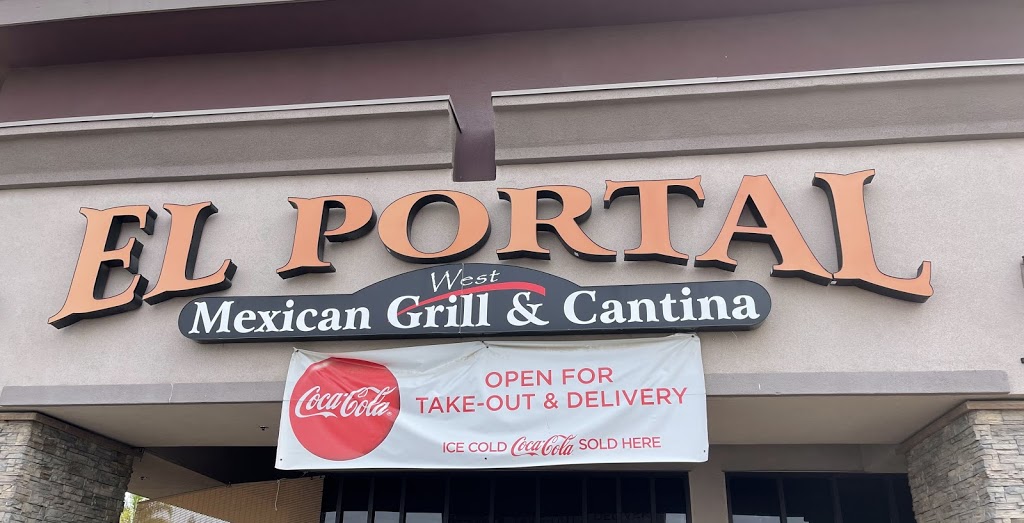 EL PORTAL
West
Mexican Grill & Cantina
Coca-Cola
OPEN FOR
TAKE-OUT & DELIVERY
ICE COLD Coca-Cola SOLD HERE